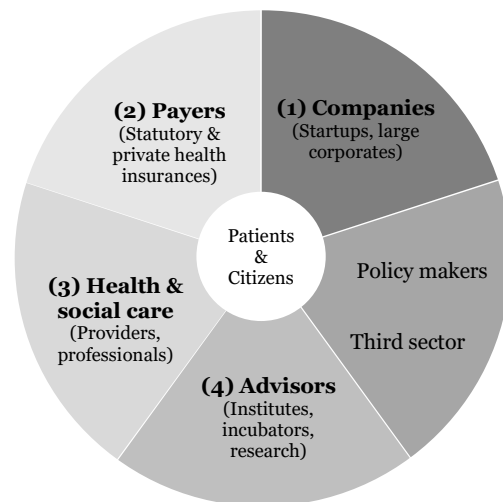 (1) Companies
(Startups, large
corporates)
(2) Payers
(Statutory &
private health
insurances)
Patients
&
Citizens
Policy makers
Third sector
(3) Health &
social care
(Providers,
professionals)
(4) Advisors
(Institutes,
incubators,
research)